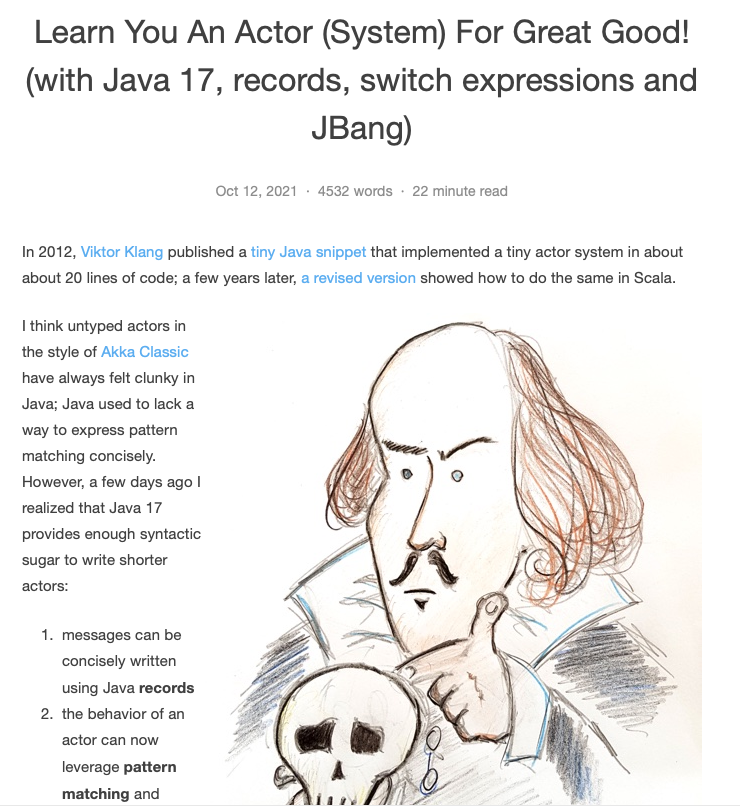 Learn You An Actor (System) For Great Good!
(with Java 17, records, switch expressions and
JBang)
Oct 12, 2021 · 4532 words · 22 minute read
In 2012, Viktor Klang published a tiny Java snippet that implemented a tiny actor system in about
about 20 lines of code; a few years later, a revised version showed how to do the same in Scala.
I think untyped actors in
the style of Akka Classic
have always felt clunky in
Java; Java used to lack a
way to express pattern
matching concisely.
However, a few days ago I
realized that Java 17
provides enough syntactic
sugar to write shorter
actors:
1. messages can be
concisely written
using Java records
2. the behavior of an
actor can now
leverage pattern
matching and